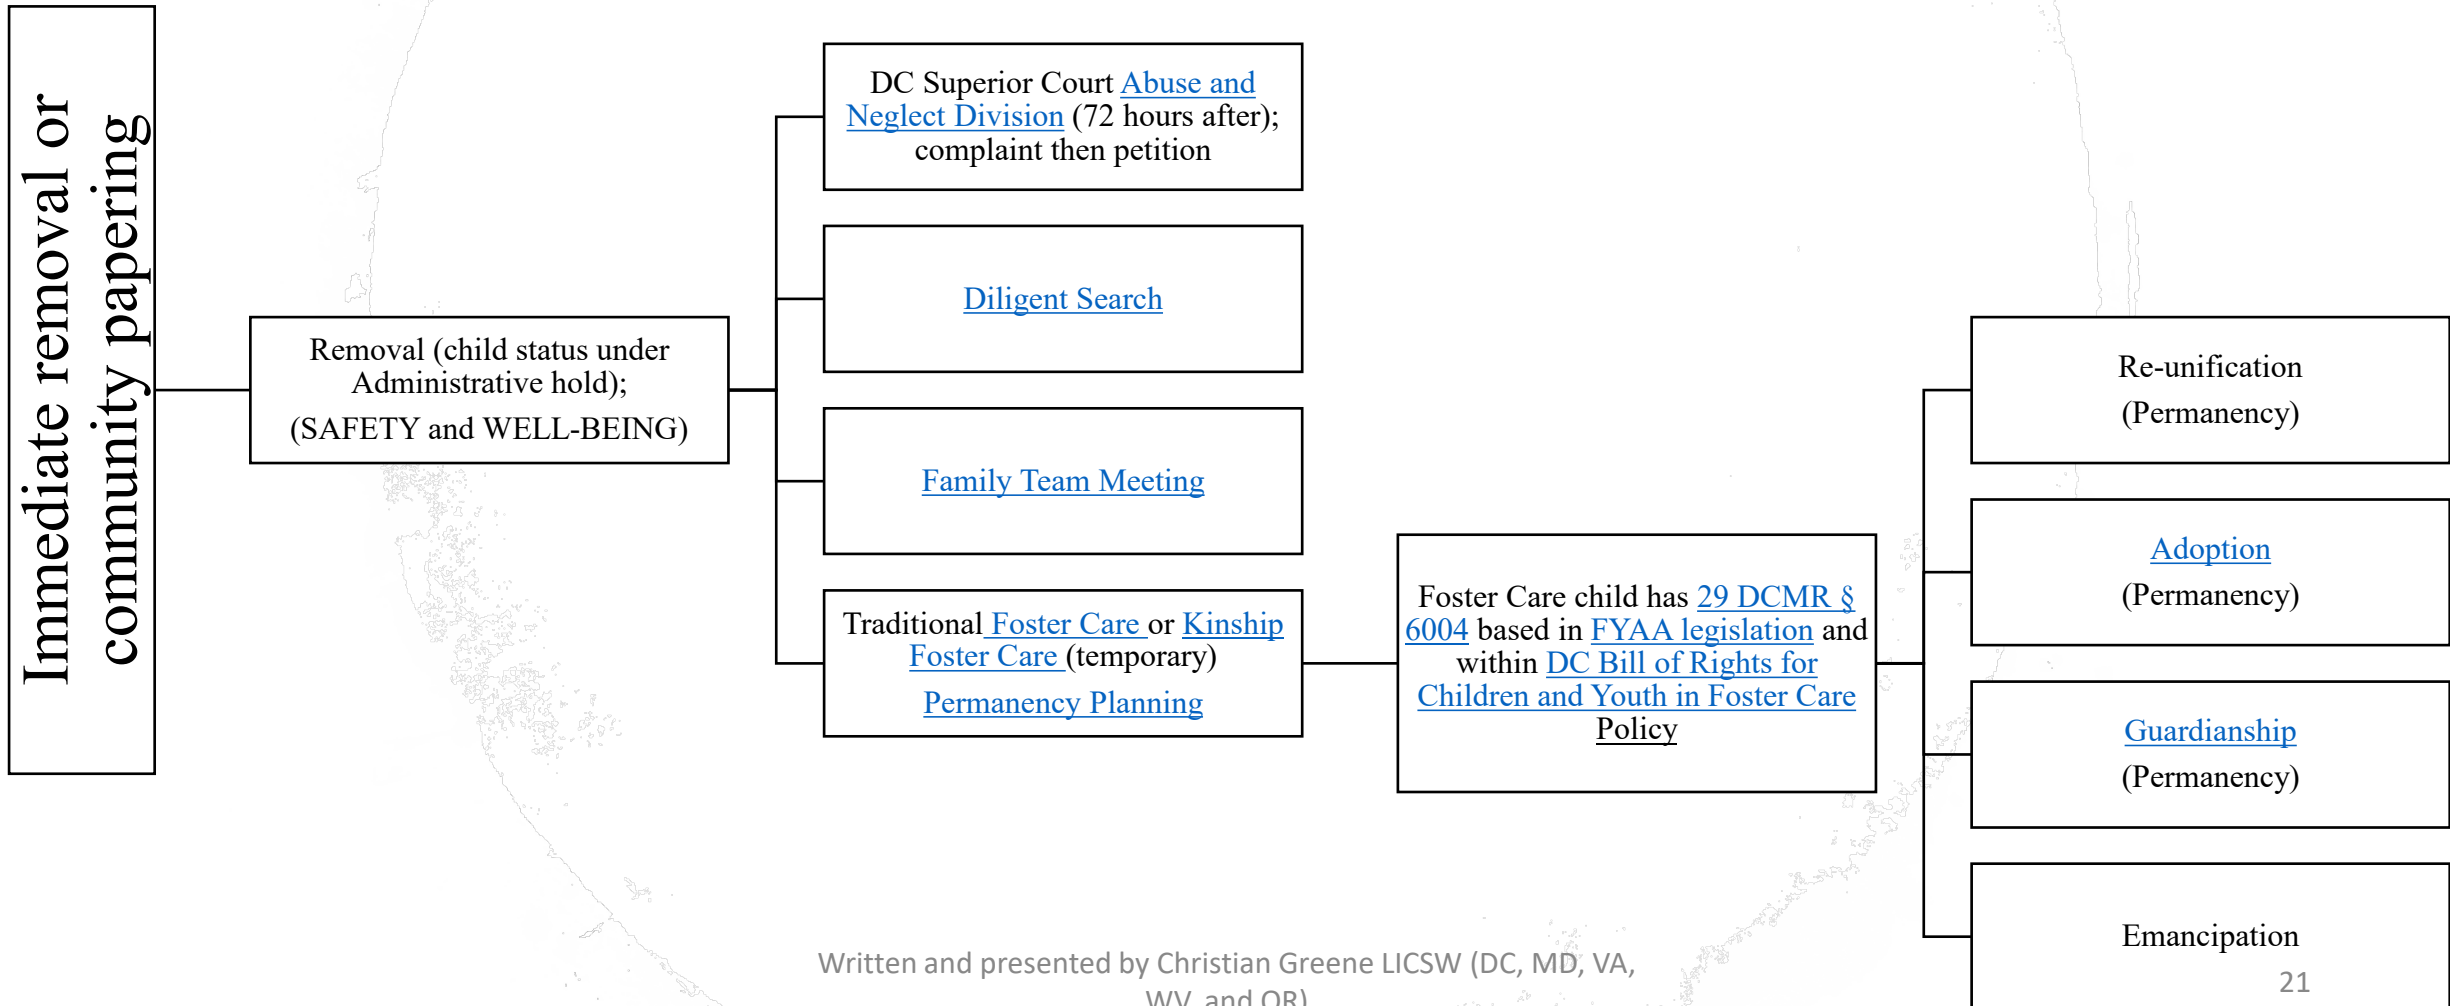 Immediate removal or
community papering
Removal (child status under
Administrative hold);
(SAFETY and WELL-BEING)
DC Superior Court Abuse and
Neglect Division (72 hours after);
complaint then petition
Diligent Search
Family Team Meeting
Traditional Foster Care or Kinship
Foster Care (temporary)
Permanency Planning
Foster Care child has 29 DCMR §
6004 based in FYAA legislation and
within DC Bill of Rights for
Children and Youth in Foster Care
Policy
Re-unification
(Permanency)
Adoption
(Permanency)
Guardianship
(Permanency)
Emancipation
Written and presented by Christian Greene LICSW (DC, MD, VA,
WV, and OR)
21